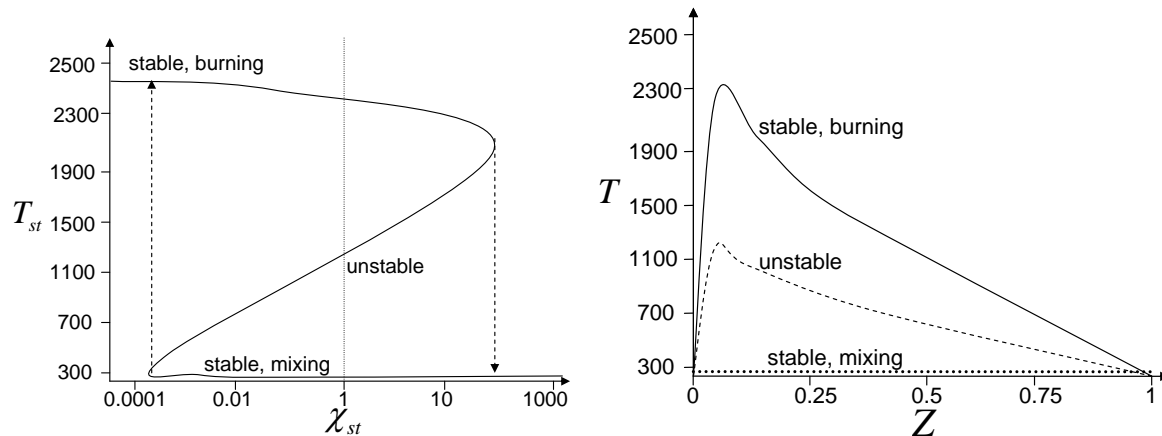 stable, burning
2500
2300
1900
1500
1100
700
300
T_st
unstable
stable, mixing
0.0001 0.01 1 10 1000
χ_st
2500
2300
1900
1500
1100
700
300
T
stable, burning
unstable
stable, mixing
0 0.25 0.5 0.75 1
Z